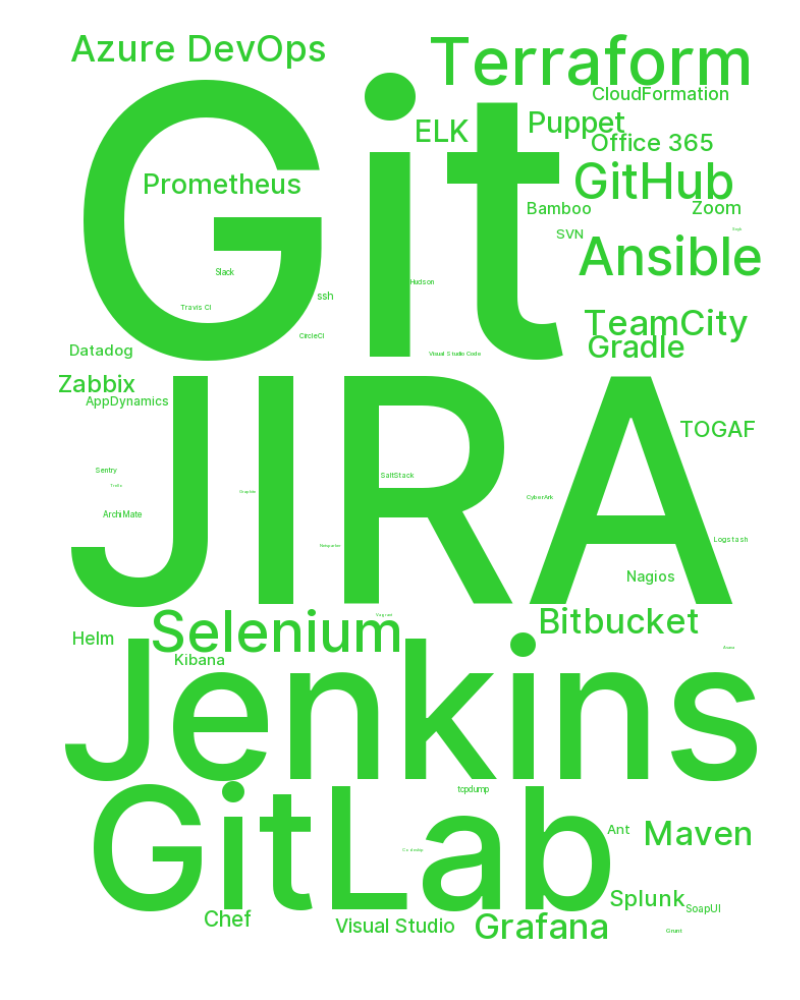 Azure DevOps
Terraform
CloudFormation
Git
ELK
Puppet
Office 365
Prometheus
GitHub
Bamboo
Zoom
SVN
Ansible
Slack
Hudson
ssh
Travis CI
TeamCity
CircleCI
Gradle
Datadog
Visual Studio Code
JIRA
Zabbix
AppDynamics
TOGAF
Sentry
SaltStack
CyberArk
ArchiMate
Logstash
Nagios
Selenium
Bitbucket
Helm
Kibana
Jenkins
GitLab
tcpdump
Ant
Maven
Splunk
SoapUI
Chef
Visual Studio
Grafana
Grunt